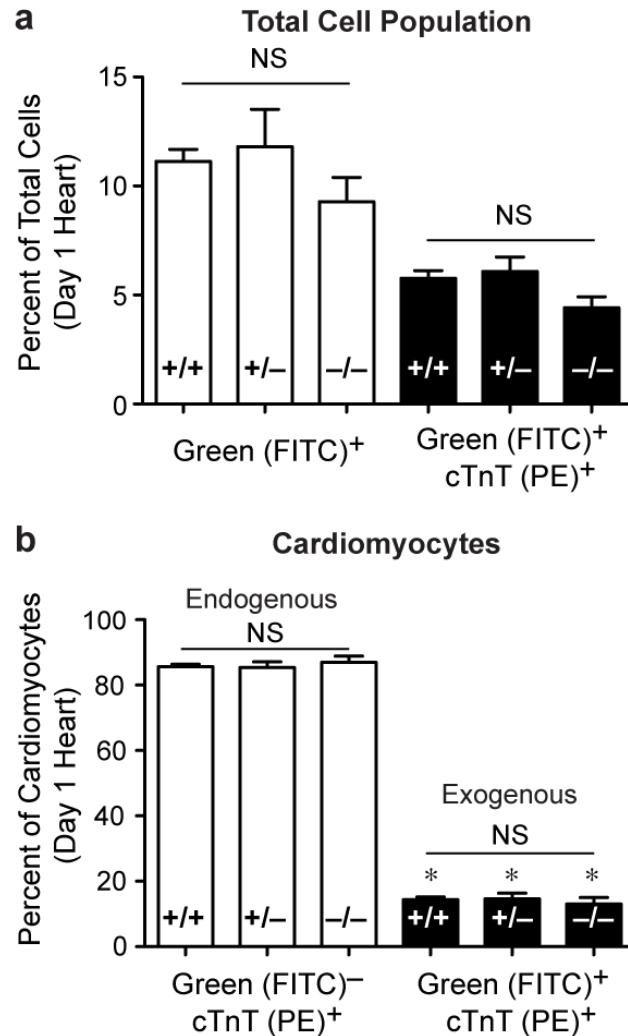 a
Total Cell Population
Percent of Total Cells
(Day 1 Heart)
15
10
5
0
NS
NS
+/+
+/–
–/–
+/+
+/–
–/–
Green (FITC)+
Green (FITC)+
cTnT (PE)+
b
Cardiomyocytes
Percent of Cardiomyocytes
(Day 1 Heart)
100
80
60
40
20
0
Endogenous
NS
Exogenous
NS
* * *
+/+
+/–
–/–
+/+
+/–
–/–
Green (FITC)–
cTnT (PE)+
Green (FITC)+
cTnT (PE)+